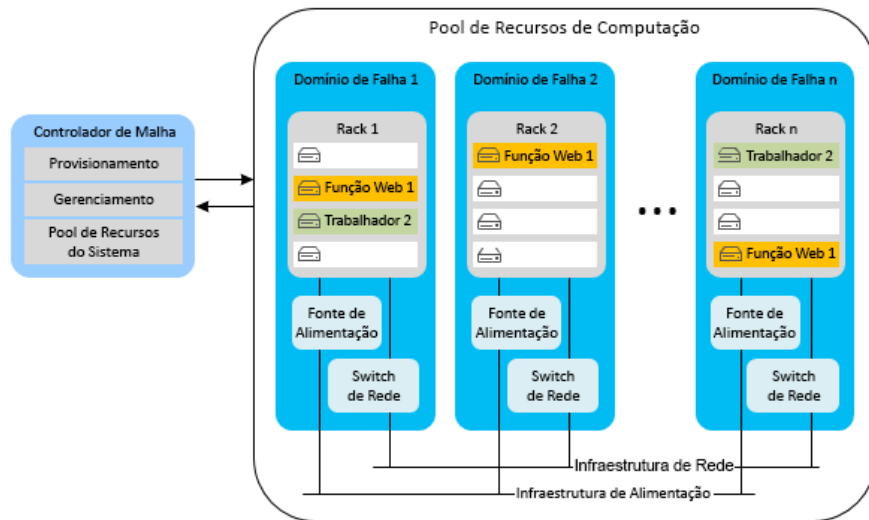 Pool de Recursos de Computação
Controlador de Malha
Provisionamento
Gerenciamento
Pool de Recursos
do Sistema
Domínio de Falha 1
Rack 1
Função Web 1
Trabalhador 2
Fonte de
Alimentação
Switch
de Rede
Domínio de Falha 2
Rack 2
Função Web 1
Fonte de
Alimentação
Switch
de Rede
Domínio de Falha n
Rack n
Trabalhador 2
Função Web 1
Fonte de
Alimentação
Switch
de Rede
Infraestrutura de Rede
Infraestrutura de Alimentação